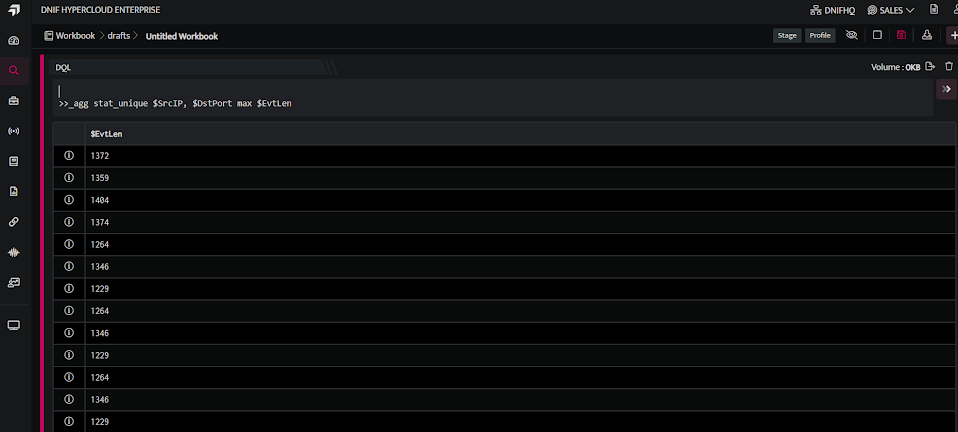 DNIF HYPERCLOUD ENTERPRISE DNIFHQ SALES
Workbook > drafts > Untitled Workbook Stage Profile
DQL Volume : 0KB
>>_agg stat_unique $SrcIP, $DstPort max $EvtLen
$EvtLen
1372
1359
1404
1374
1264
1346
1229
1264
1346
1229
1264
1346
1229